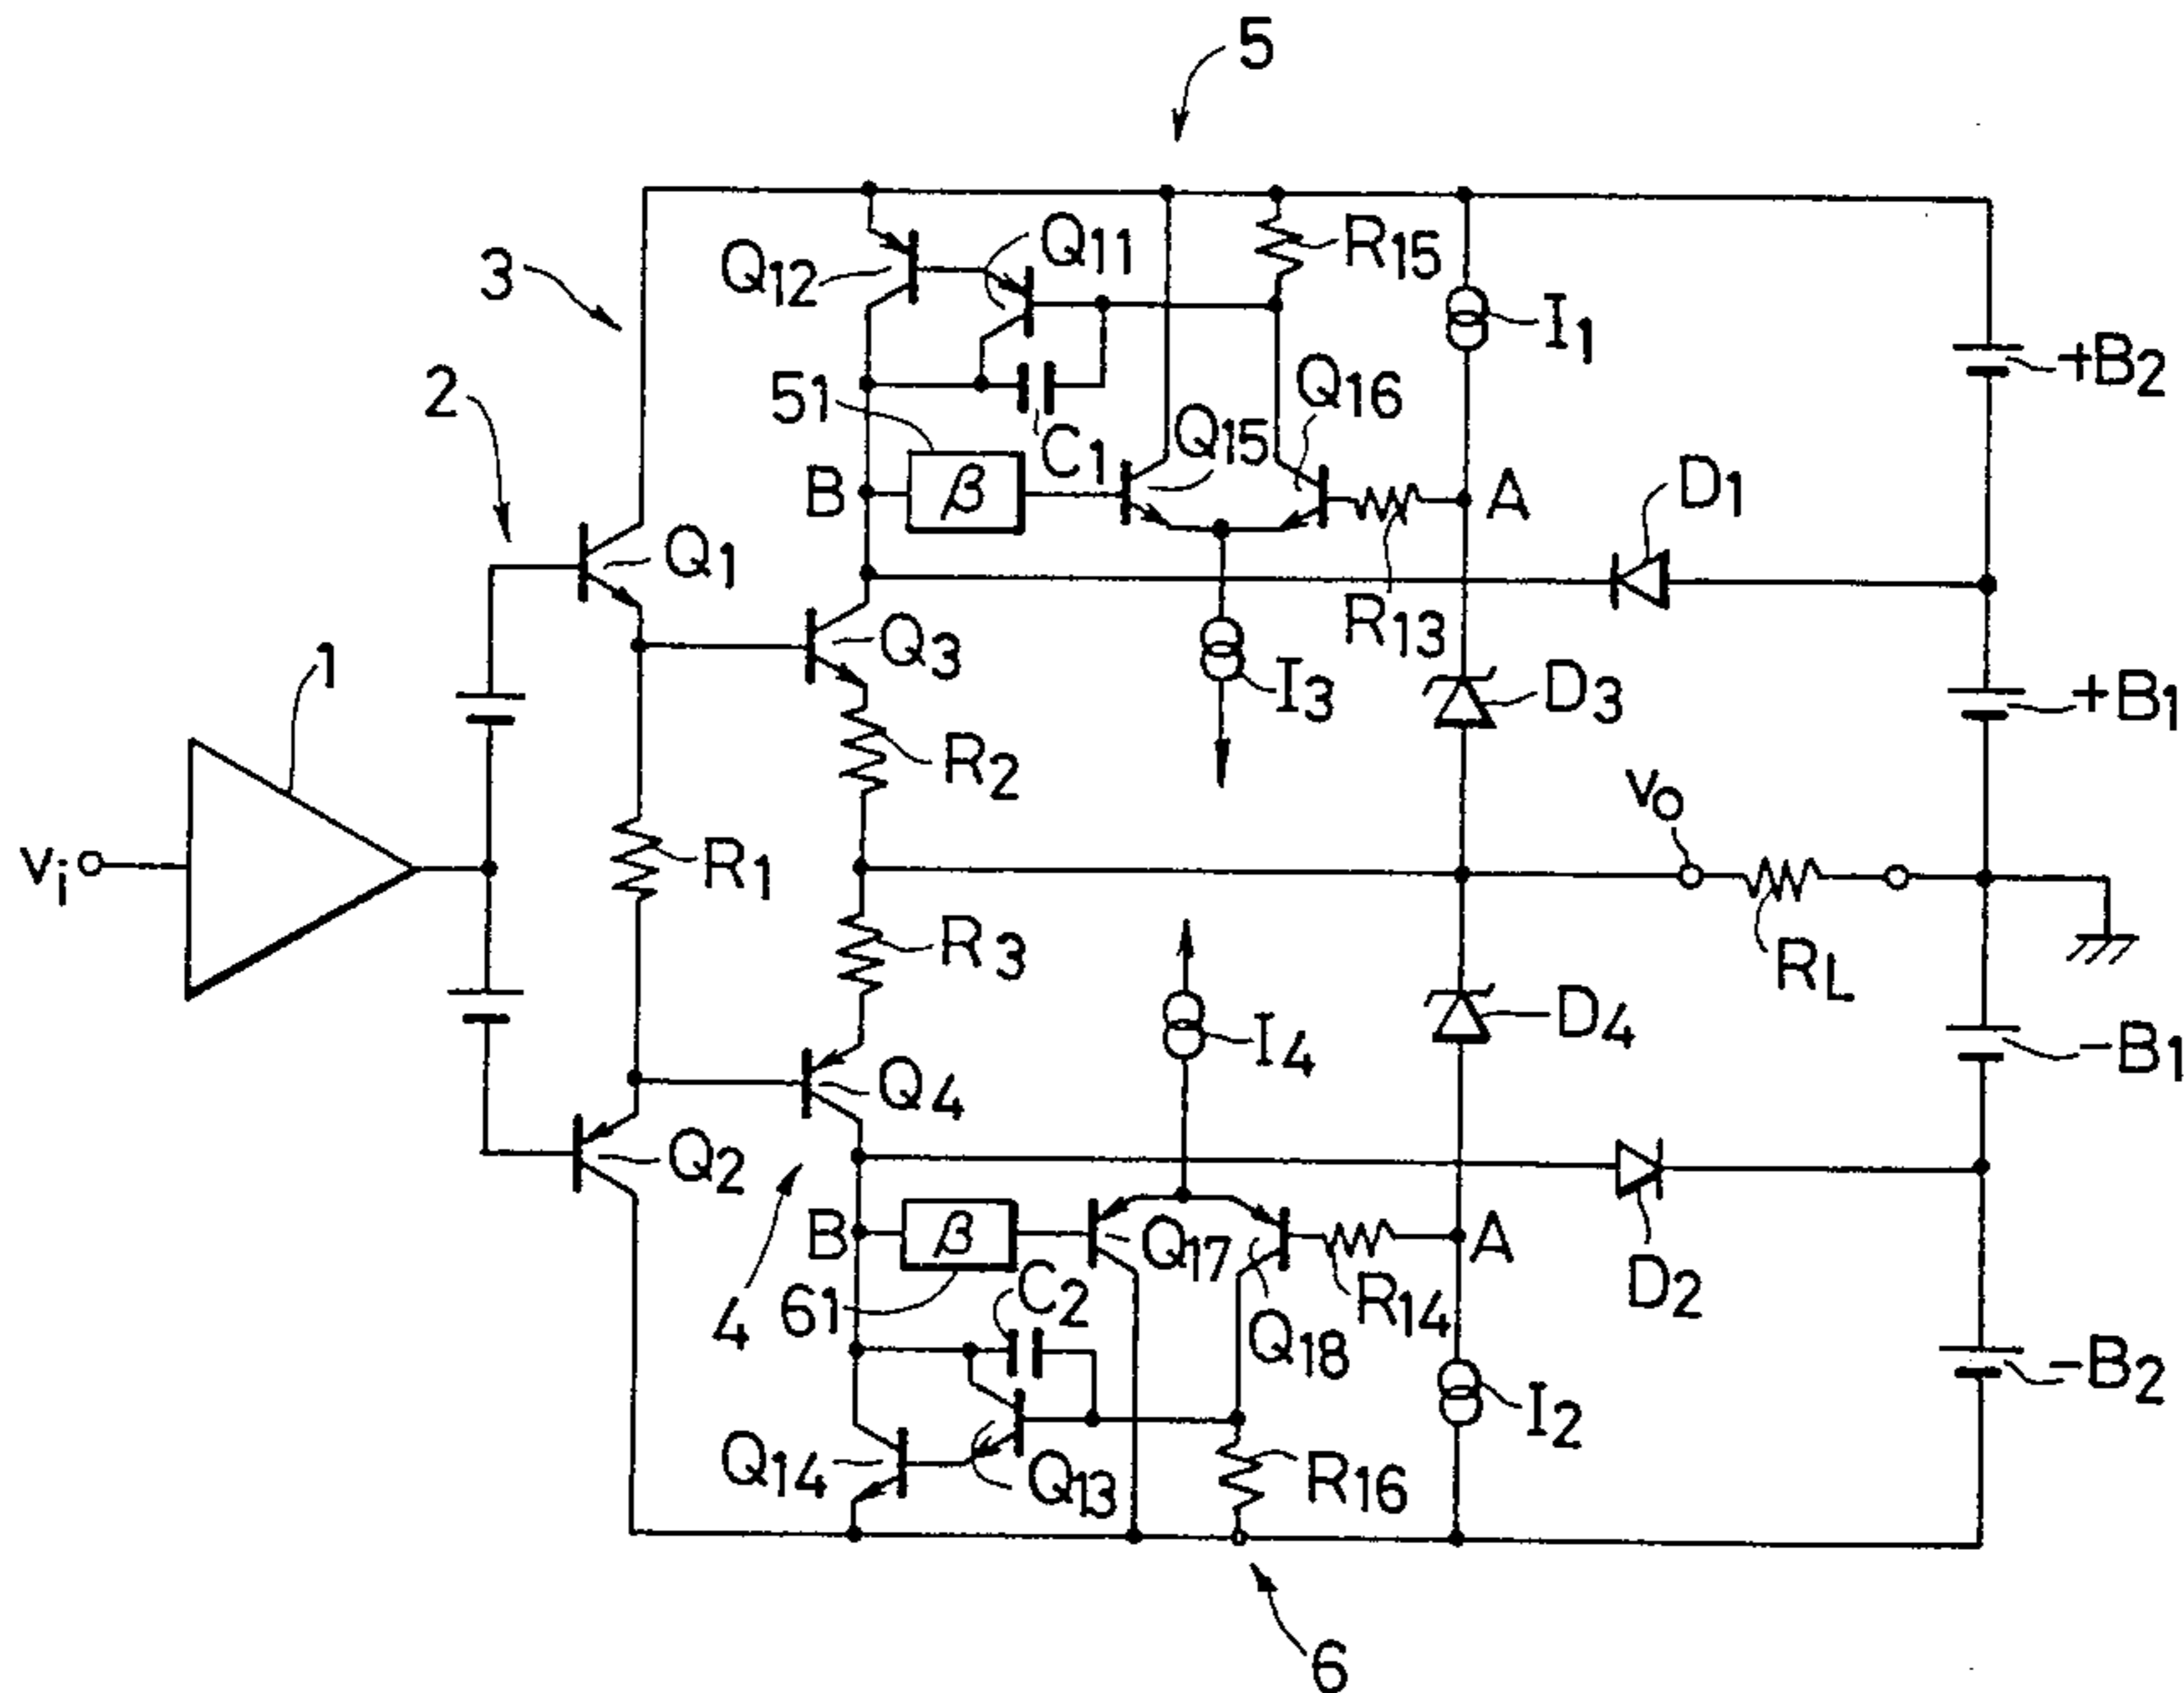 5
3
Q12
Q11
R15
I1
+B2
2
51
C1
Q15
Q16
B
β
A
D1
Q1
Q3
R13
I3
D3
+B1
1
R2
vo
vi
R1
R3
RL
I4
D4
-B1
Q4
Q2
B
β
Q17
A
4
61
C2
R14
D2
Q18
-B2
Q14
Q13
R16
I2
6